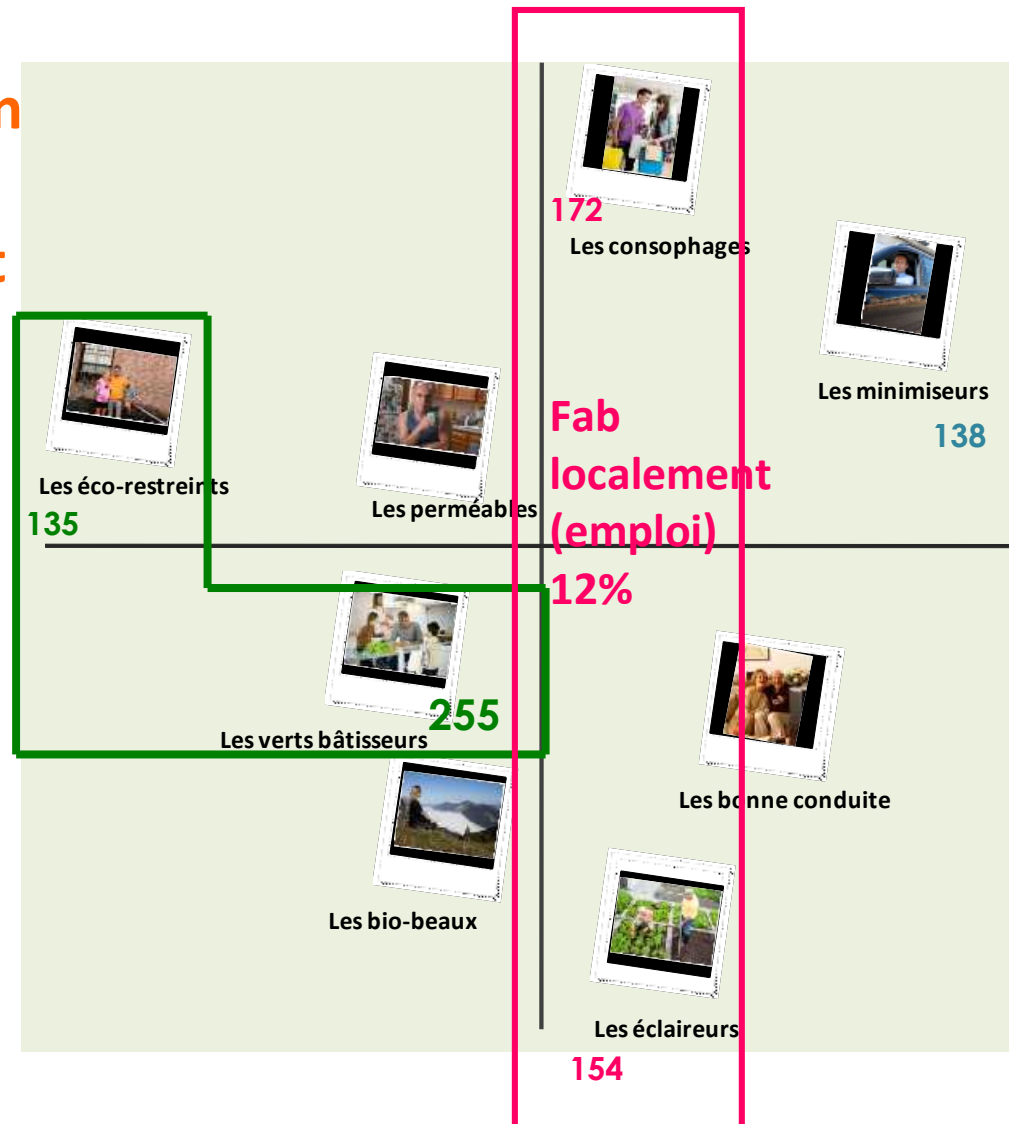 172
Les consophages
Les minimiseurs
138
Les éco-restreints
135
Les perméables
Fab
localement
(emploi)
12%
255
Les verts bâtisseurs
Les bonne conduite
Les bio-beaux
Les éclaireurs
154